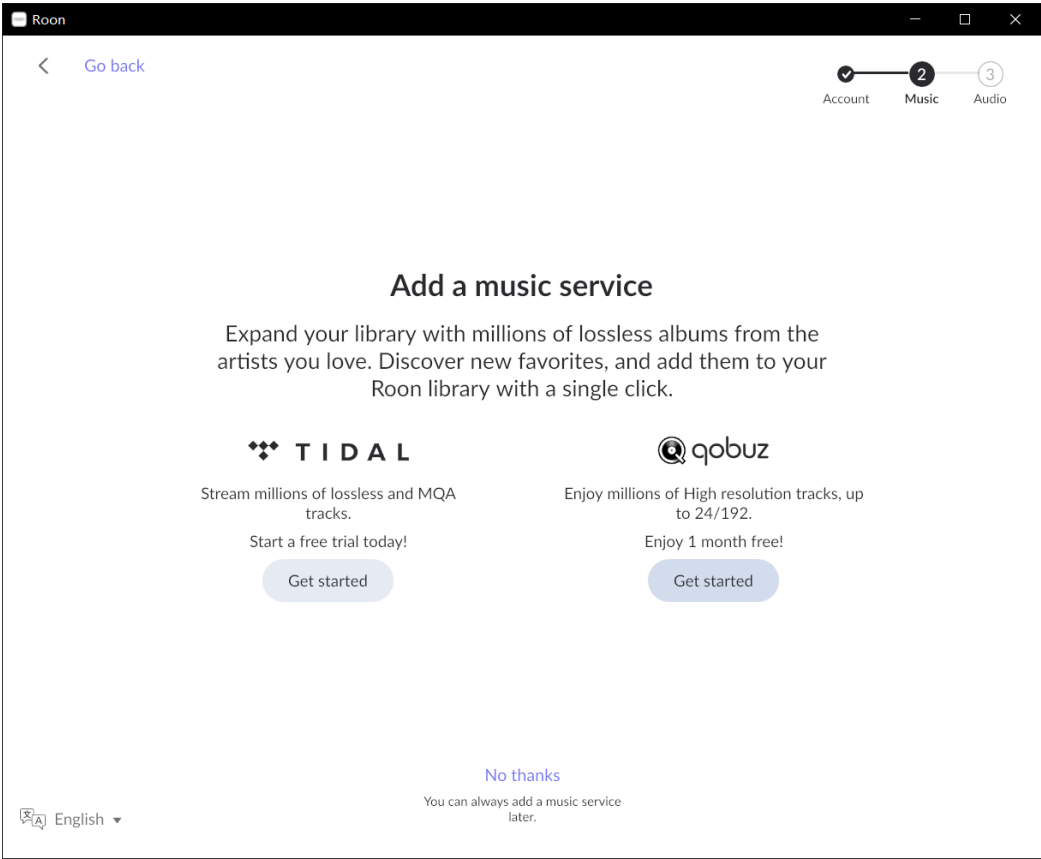 Roon
Go back
2
3
Account
Music
Audio
Add a music service
Expand your library with millions of lossless albums from the
artists you love. Discover new favorites, and add them to your
Roon library with a single click.
TIDAL
Stream millions of lossless and MQA
tracks.
Start a free trial today!
Get started
qobuz
Enjoy millions of High resolution tracks, up
to 24/192.
Enjoy 1 month free!
Get started
No thanks
You can always add a music service
later.
English